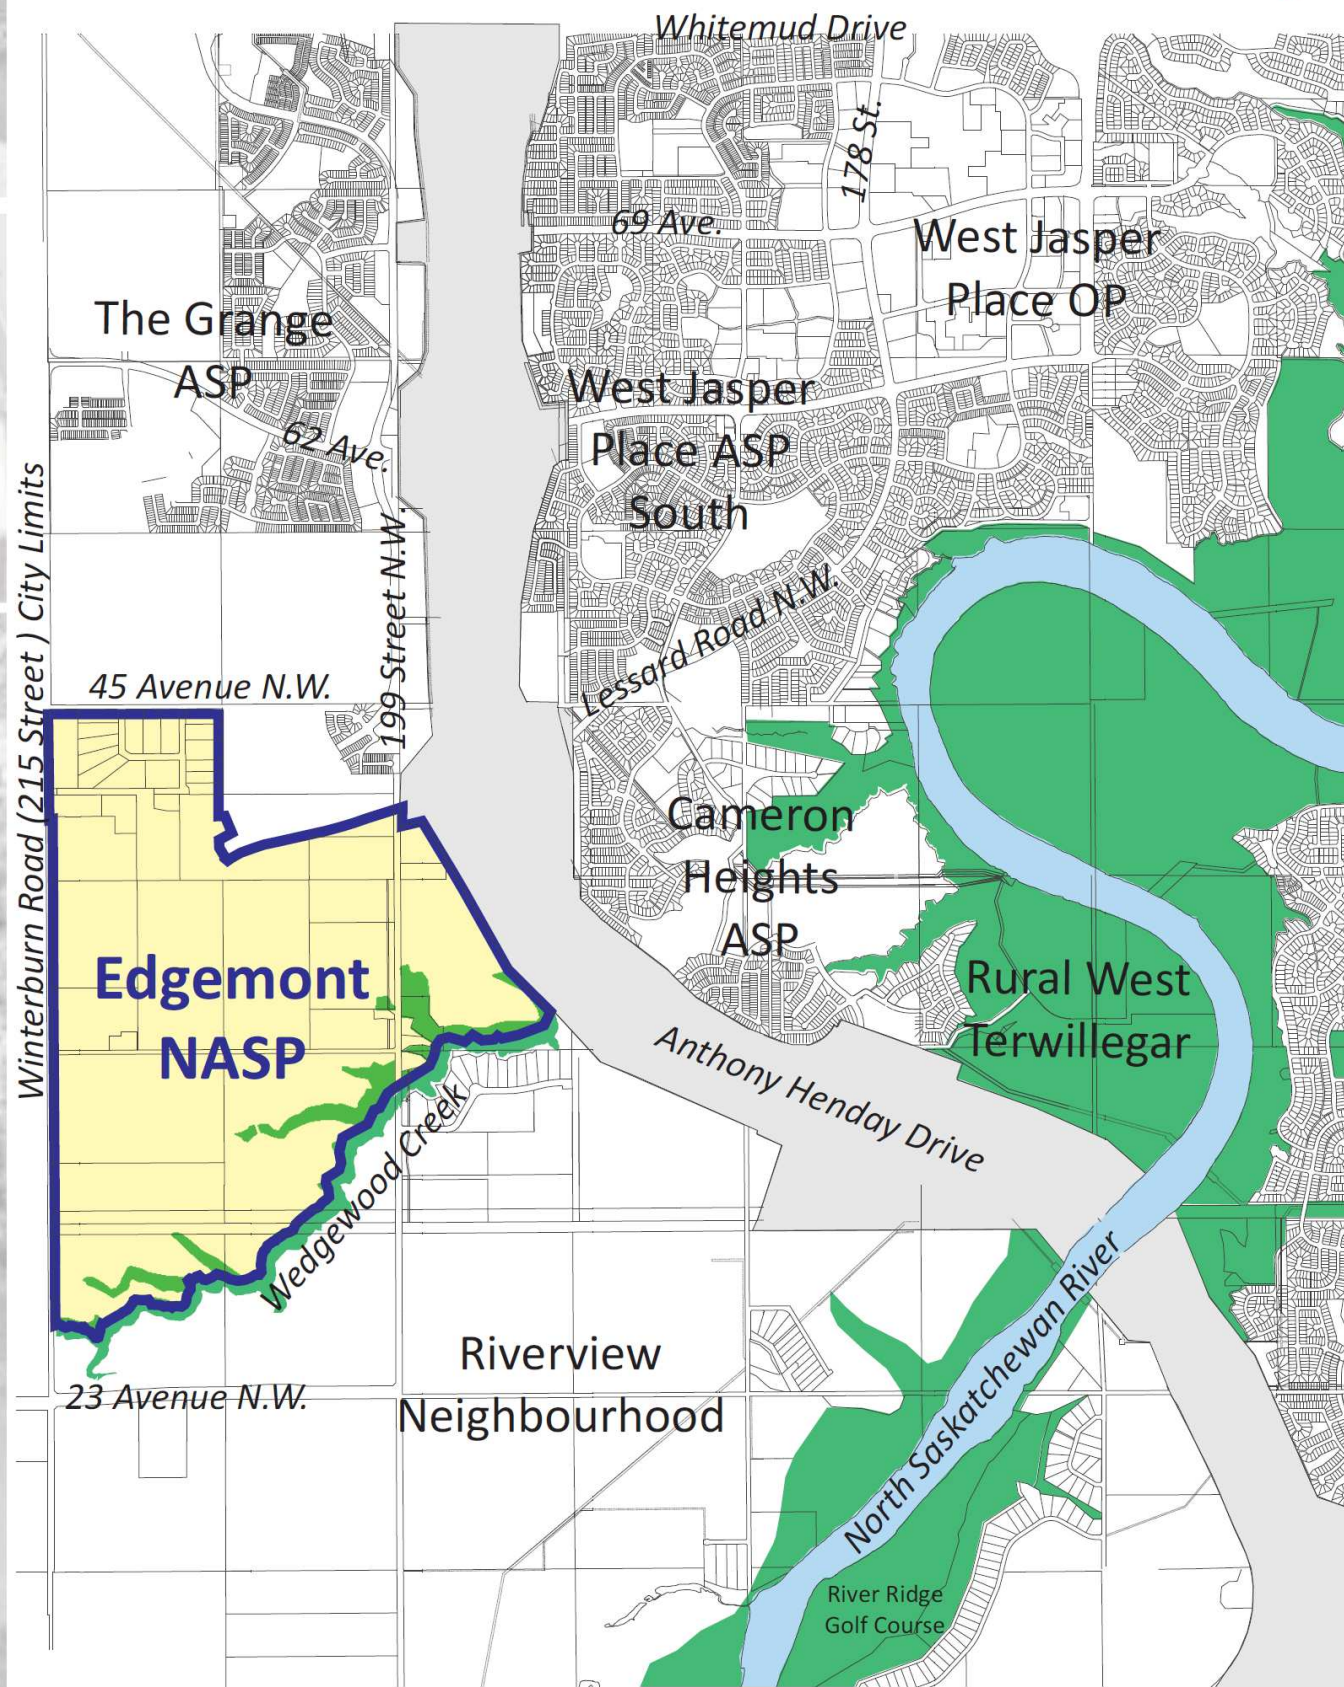 Whitemud Drive
178 St.
69 Ave.
West Jasper
Place OP
The Grange
ASP
West Jasper
Place ASP
South
62 Ave.
Winterburn Road (215 Street ) City Limits
199 Street N.W.
Lessard Road N.W.
45 Avenue N.W.
Cameron
Heights
ASP
Edgemont
NASP
Rural West
Terwillegar
Anthony Henday Drive
Wedgewood Creek
North Saskatchewan River
Riverview
Neighbourhood
23 Avenue N.W.
River Ridge
Golf Course